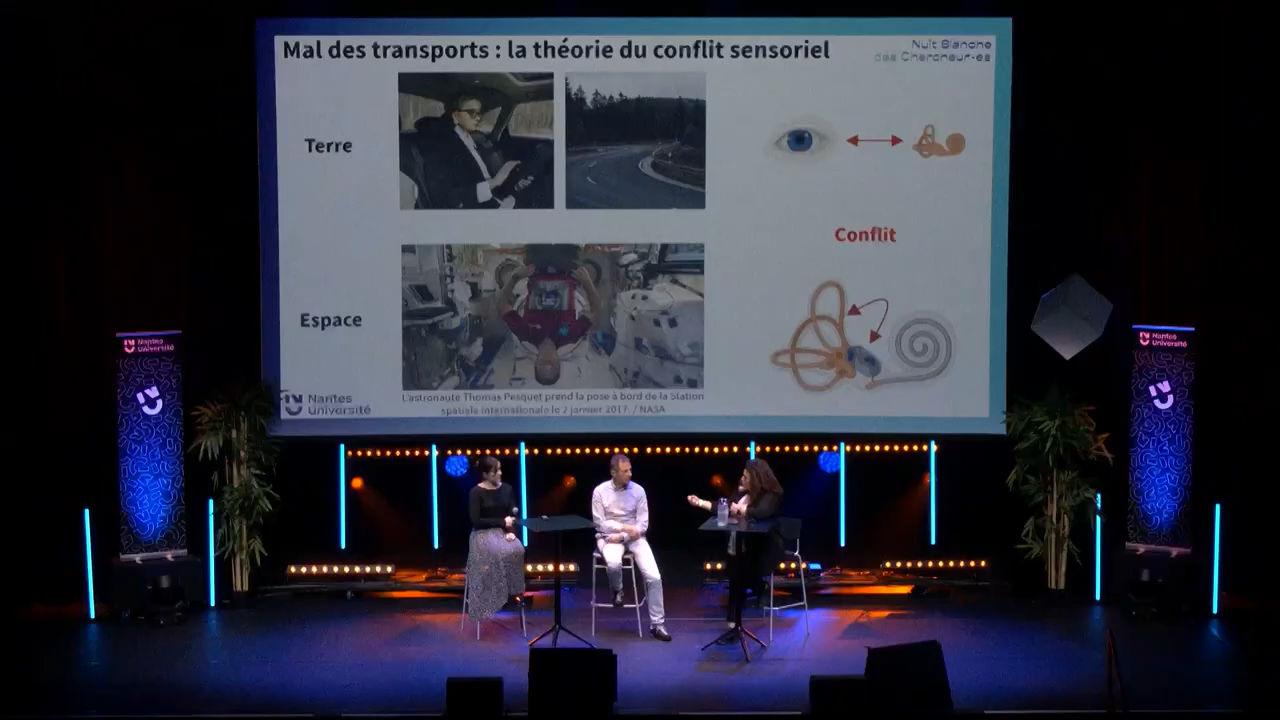 Mal des transports : la théorie du conflit sensoriel
Nuit Blanche
des Chercheur·es
Terre
Conflit
Espace
L'astronaute Thomas Pesquet prend la pose à bord de la Station
spatiale internationale le 2 janvier 2017. / NASA
Nantes
Université
Nantes
Université
Nantes
Université